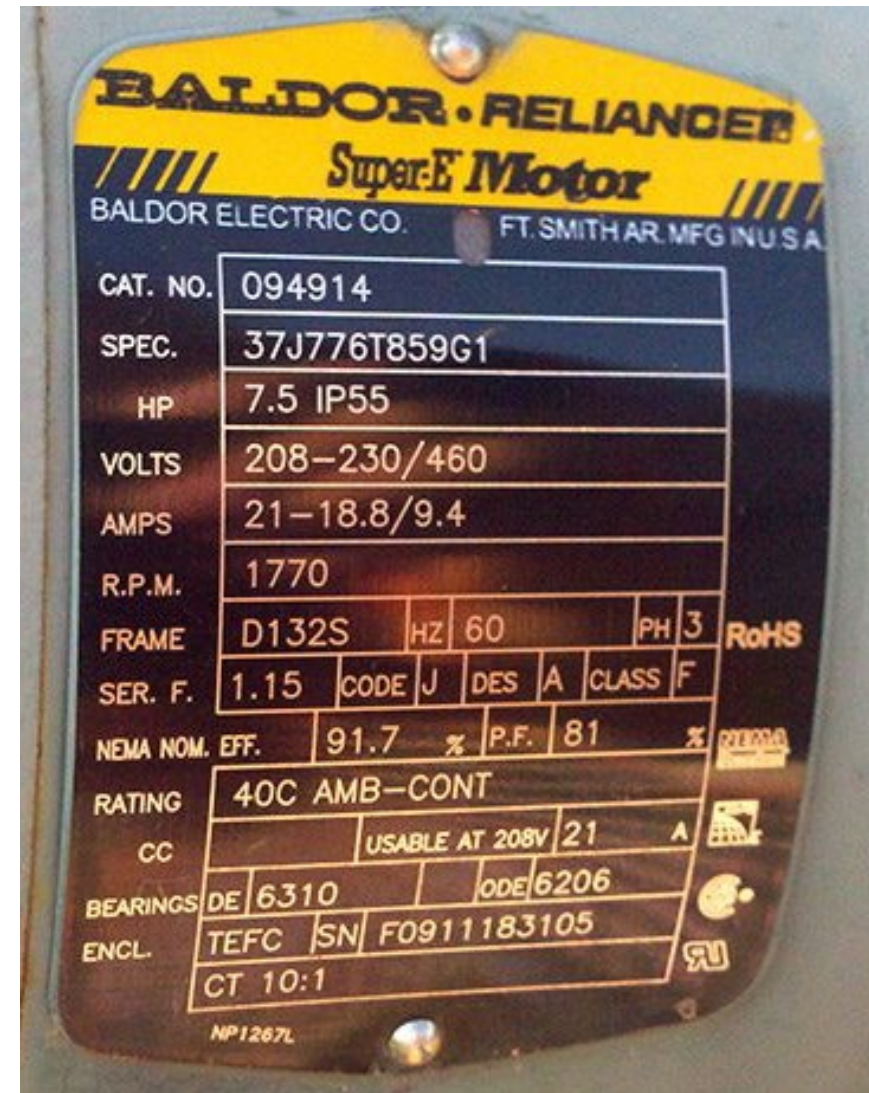 BALDOR • RELIANCER
Super-E Motor
BALDOR ELECTRIC CO. FT. SMITH AR. MFG IN U.S.A.
CAT. NO. 094914
SPEC. 37J776T859G1
HP 7.5 IP55
VOLTS 208-230/460
AMPS 21-18.8/9.4
R.P.M. 1770
FRAME D132S HZ 60 PH 3 RoHS
SER. F. 1.15 CODE J DES A CLASS F
NEMA NOM. EFF. 91.7 % P.F. 81 % NEMA
RATING 40C AMB-CONT
CC USABLE AT 208V 21 A
BEARINGS DE 6310 ODE 6206
ENCL. TEFC SN F0911183105
CT 10:1
NP1267L